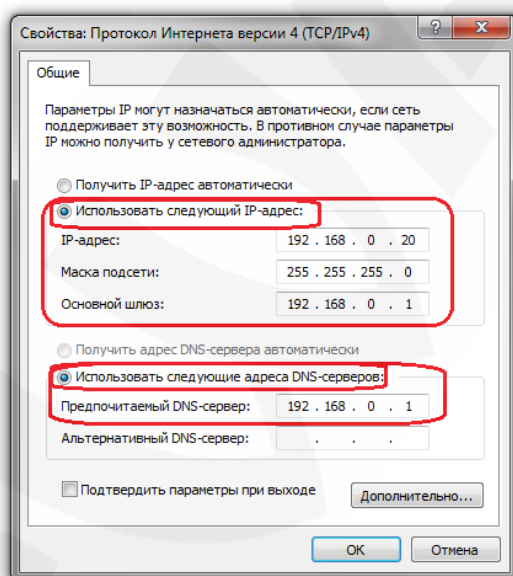 Свойства: Протокол Интернета версии 4 (TCP/IPv4)
?
X
Общие
Параметры IP могут назначаться автоматически, если сеть
поддерживает эту возможность. В противном случае параметры
IP можно получить у сетевого администратора.
Получить IP-адрес автоматически
Использовать следующий IP-адрес:
IP-адрес: 192 . 168 . 0 . 20
Маска подсети: 255 . 255 . 255 . 0
Основной шлюз: 192 . 168 . 0 . 1
Получить адрес DNS-сервера автоматически
Использовать следующие адреса DNS-серверов:
Предпочитаемый DNS-сервер: 192 . 168 . 0 . 1
Альтернативный DNS-сервер: . . .
Подтвердить параметры при выходе
Дополнительно...
OK
Отмена